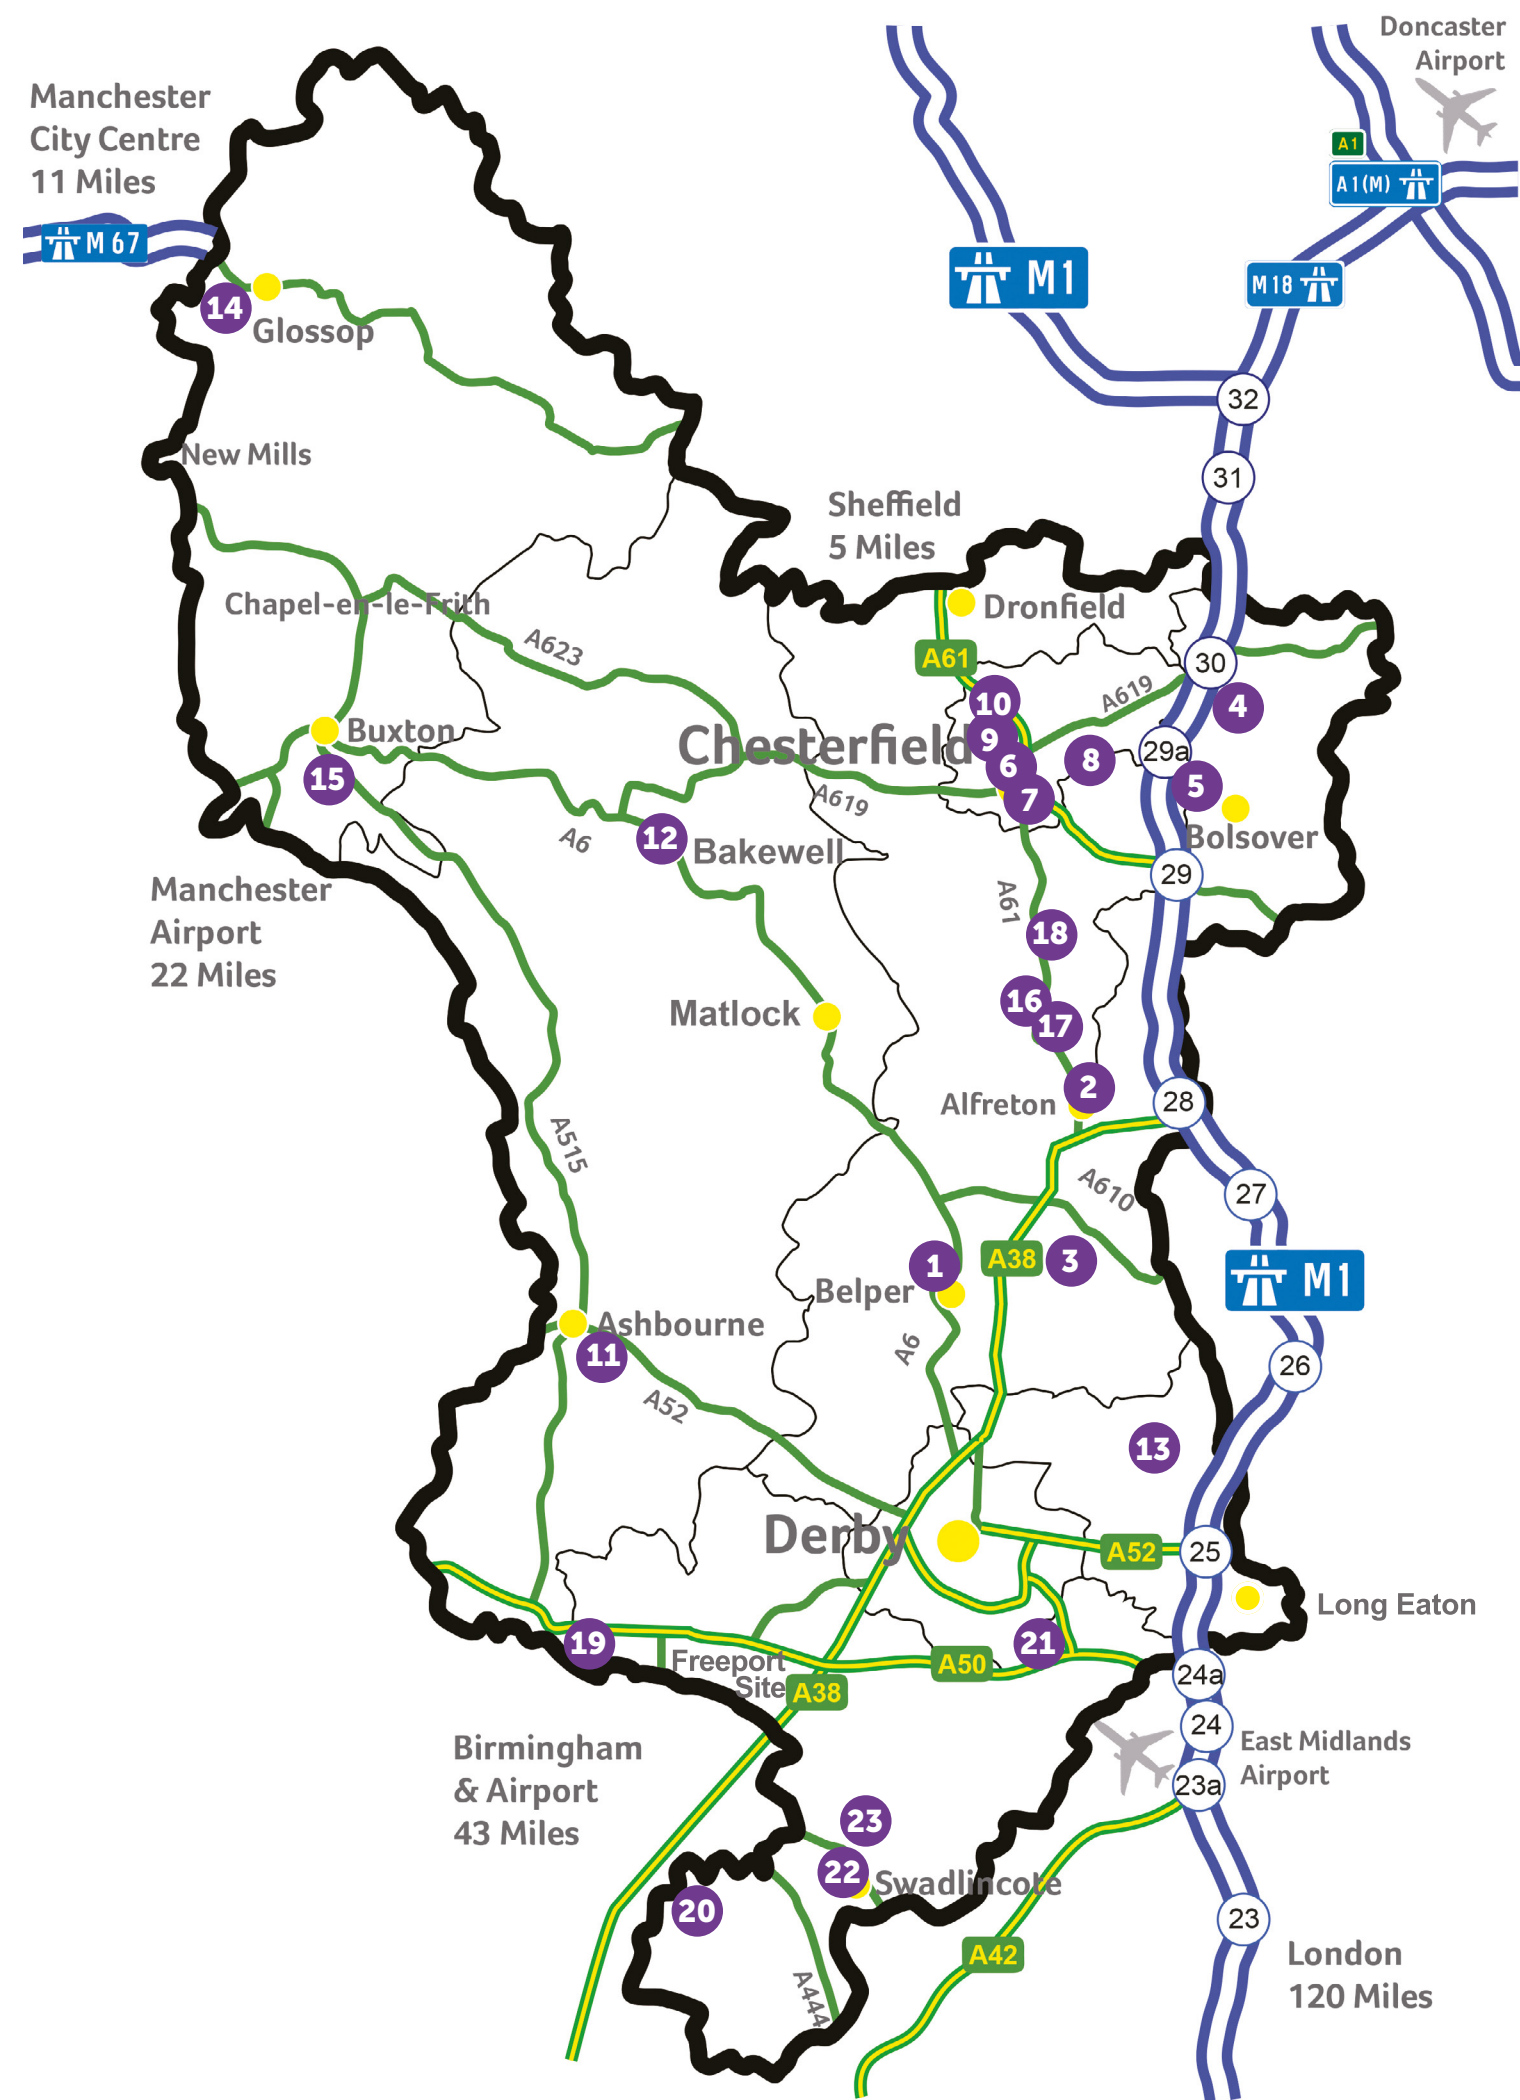 Doncaster
Airport
Manchester
City Centre
11 Miles
A1
A1(M)
M 67
M1
M18
14
Glossop
32
New Mills
31
Sheffield
5 Miles
Chapel-en-le-Frith
Dronfield
A623
A61
30
A619
10
4
Buxton
Chesterfield
9
29a
6
8
15
5
7
A619
Bolsover
A6
12
Bakewell
29
Manchester
Airport
22 Miles
A61
18
16
Matlock
17
2
Alfreton
28
A515
A610
27
1
A38
3
M1
Belper
Ashbourne
A6
11
26
A52
13
Derby
A52
25
Long Eaton
19
21
Freeport
Site
A50
24a
A38
24
East Midlands
Airport
Birmingham
& Airport
43 Miles
23a
23
22
Swadlincote
20
23
A42
London
120 Miles
A444